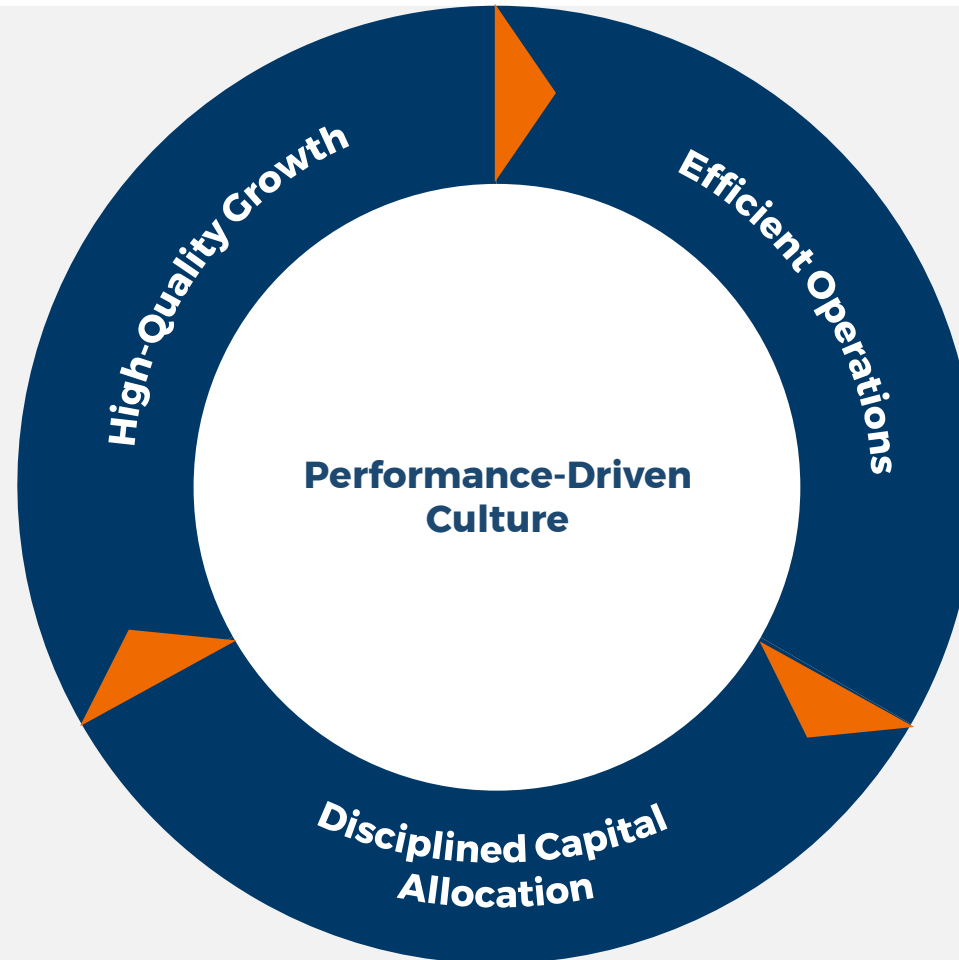 High-Quality Growth
Efficient Operations
Performance-Driven
Culture
Disciplined Capital
Allocation